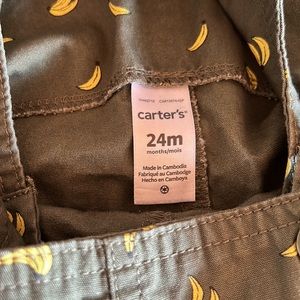 carter's
24m
months/mois
Made in Cambodia
Fabriqué au Cambodge
Hecho en Camboya